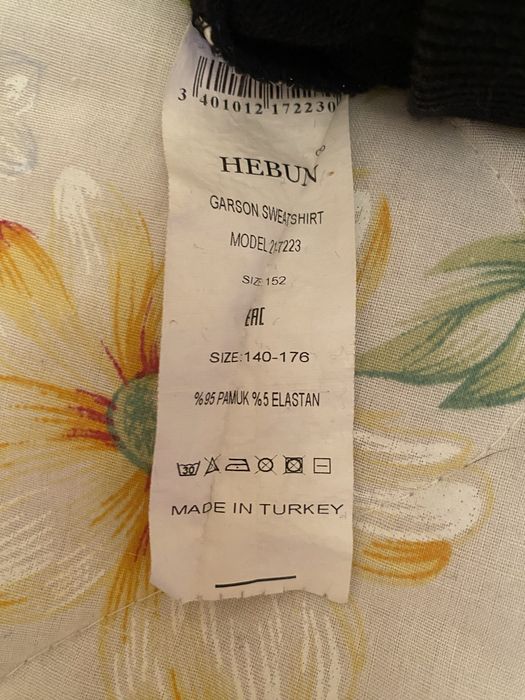 3 401012 172230
HEBUN
GARSON SWEATSHIRT
MODEL
SIZE 152
EAC
SIZE:140-176
%95 PAMUK %5 ELASTAN
30
MADE IN TURKEY